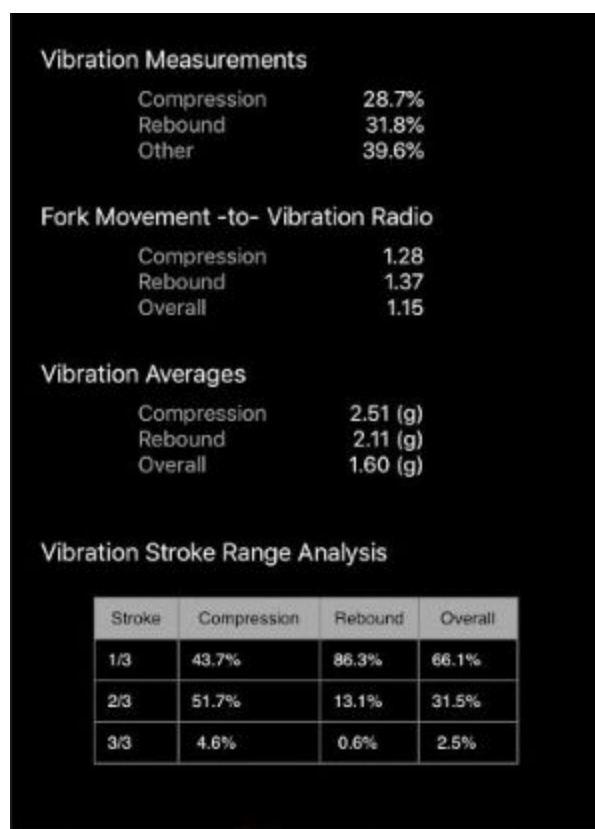 Vibration Measurements
Compression 28.7%
Rebound 31.8%
Other 39.6%
Fork Movement -to- Vibration Radio
Compression 1.28
Rebound 1.37
Overall 1.15
Vibration Averages
Compression 2.51 (g)
Rebound 2.11 (g)
Overall 1.60 (g)
Vibration Stroke Range Analysis
Stroke Compression Rebound Overall
1/3 43.7% 86.3% 66.1%
2/3 51.7% 13.1% 31.5%
3/3 4.6% 0.6% 2.5%